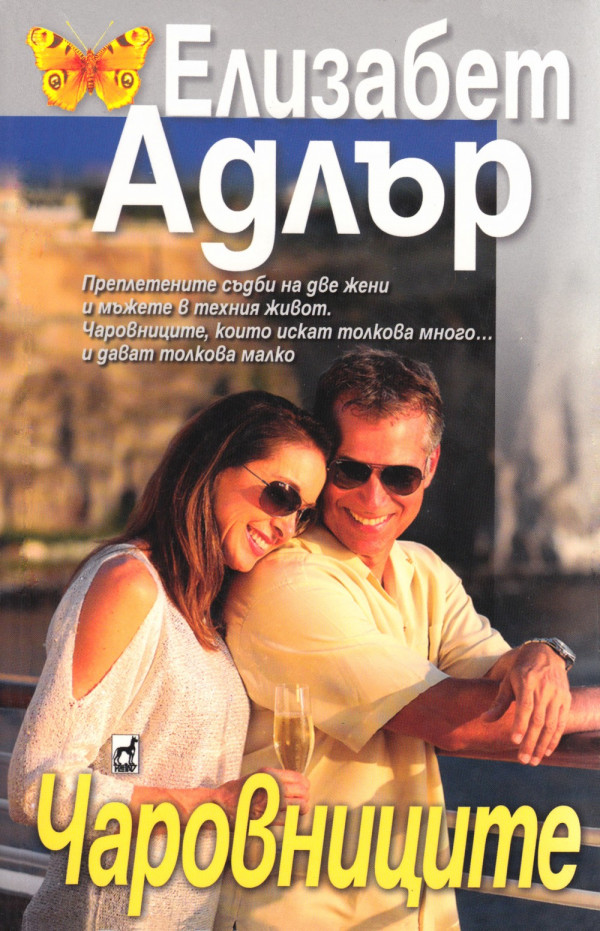 Елизабет
Адлър
Преплетените съдби на две жени
и мъжете в техния живот.
Чаровниците, които искат толкова много...
и дават толкова малко
Чаровниците